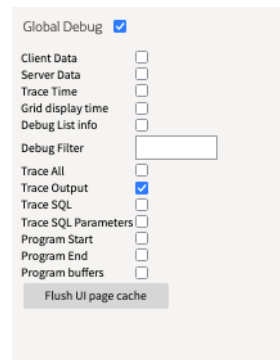 Global Debug
Client Data
Server Data
Trace Time
Grid display time
Debug List info
Debug Filter
Trace All
Trace Output
Trace SQL
Trace SQL Parameters
Program Start
Program End
Program buffers
Flush UI page cache